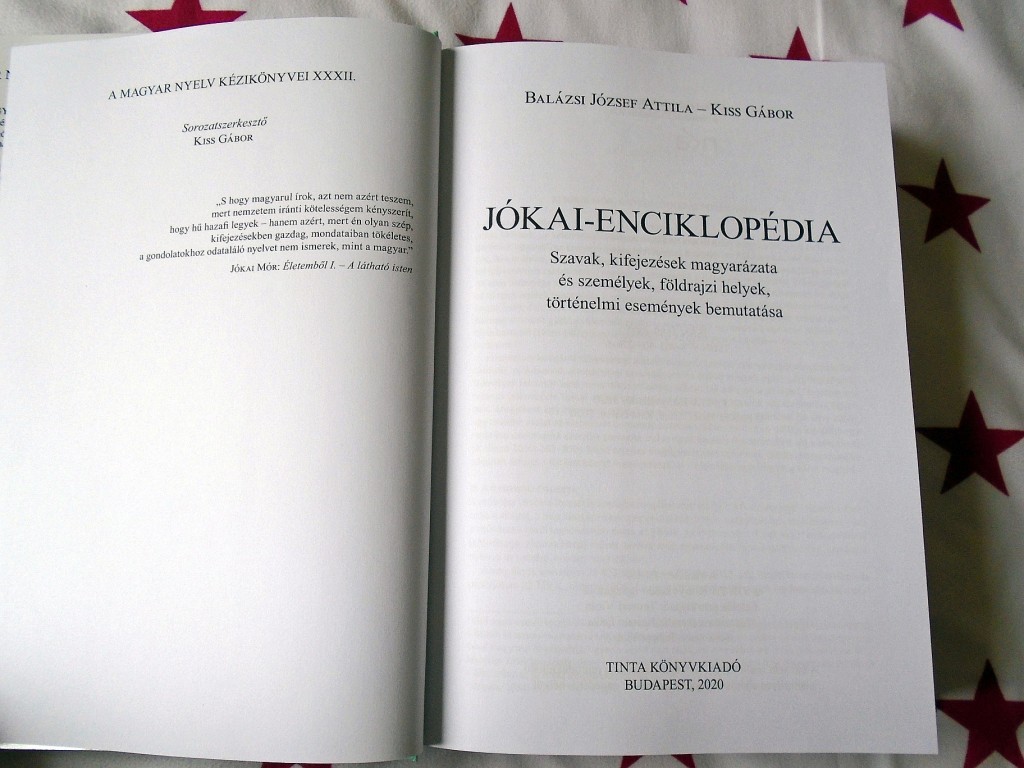 A MAGYAR NYELV KÉZIKÖNYVEI XXXII.
Sorozatszerkesztő
KISS GÁBOR
„S hogy magyarul írok, azt nem azért teszem,
mert nemzetem iránti kötelességem kényszerít,
hogy hű hazafi legyek – hanem azért, mert én olyan szép,
kifejezésekben gazdag, mondataiban tökéletes,
a gondolatokhoz odataláló nyelvet nem ismerek, mint a magyar.”
JÓKAI MÓR: Életemből I. – A látható isten
BALÁZSI JÓZSEF ATTILA – KISS GÁBOR
JÓKAI-ENCIKLOPÉDIA
Szavak, kifejezések magyarázata
és személyek, földrajzi helyek,
történelmi események bemutatása
TINTA KÖNYVKIADÓ
BUDAPEST, 2020